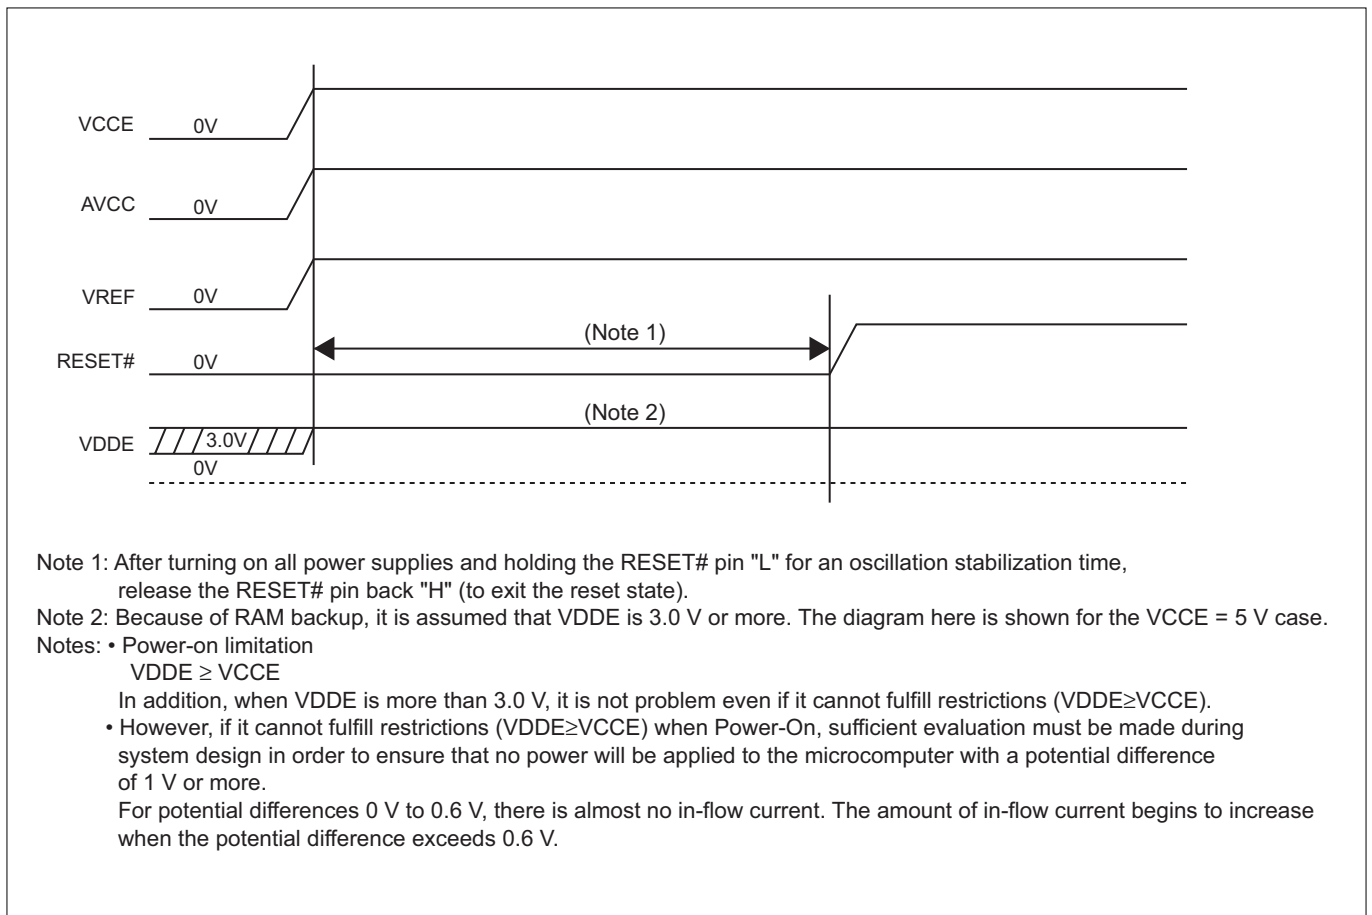 VCCE 0V
AVCC 0V
VREF 0V
(Note 1)
RESET# 0V
(Note 2)
VDDE 3.0V
0V
Note 1: After turning on all power supplies and holding the RESET# pin "L" for an oscillation stabilization time,
release the RESET# pin back "H" (to exit the reset state).
Note 2: Because of RAM backup, it is assumed that VDDE is 3.0 V or more. The diagram here is shown for the VCCE = 5 V case.
Notes: • Power-on limitation
VDDE ≥ VCCE
In addition, when VDDE is more than 3.0 V, it is not problem even if it cannot fulfill restrictions (VDDE≥VCCE).
• However, if it cannot fulfill restrictions (VDDE≥VCCE) when Power-On, sufficient evaluation must be made during
system design in order to ensure that no power will be applied to the microcomputer with a potential difference
of 1 V or more.
For potential differences 0 V to 0.6 V, there is almost no in-flow current. The amount of in-flow current begins to increase
when the potential difference exceeds 0.6 V.